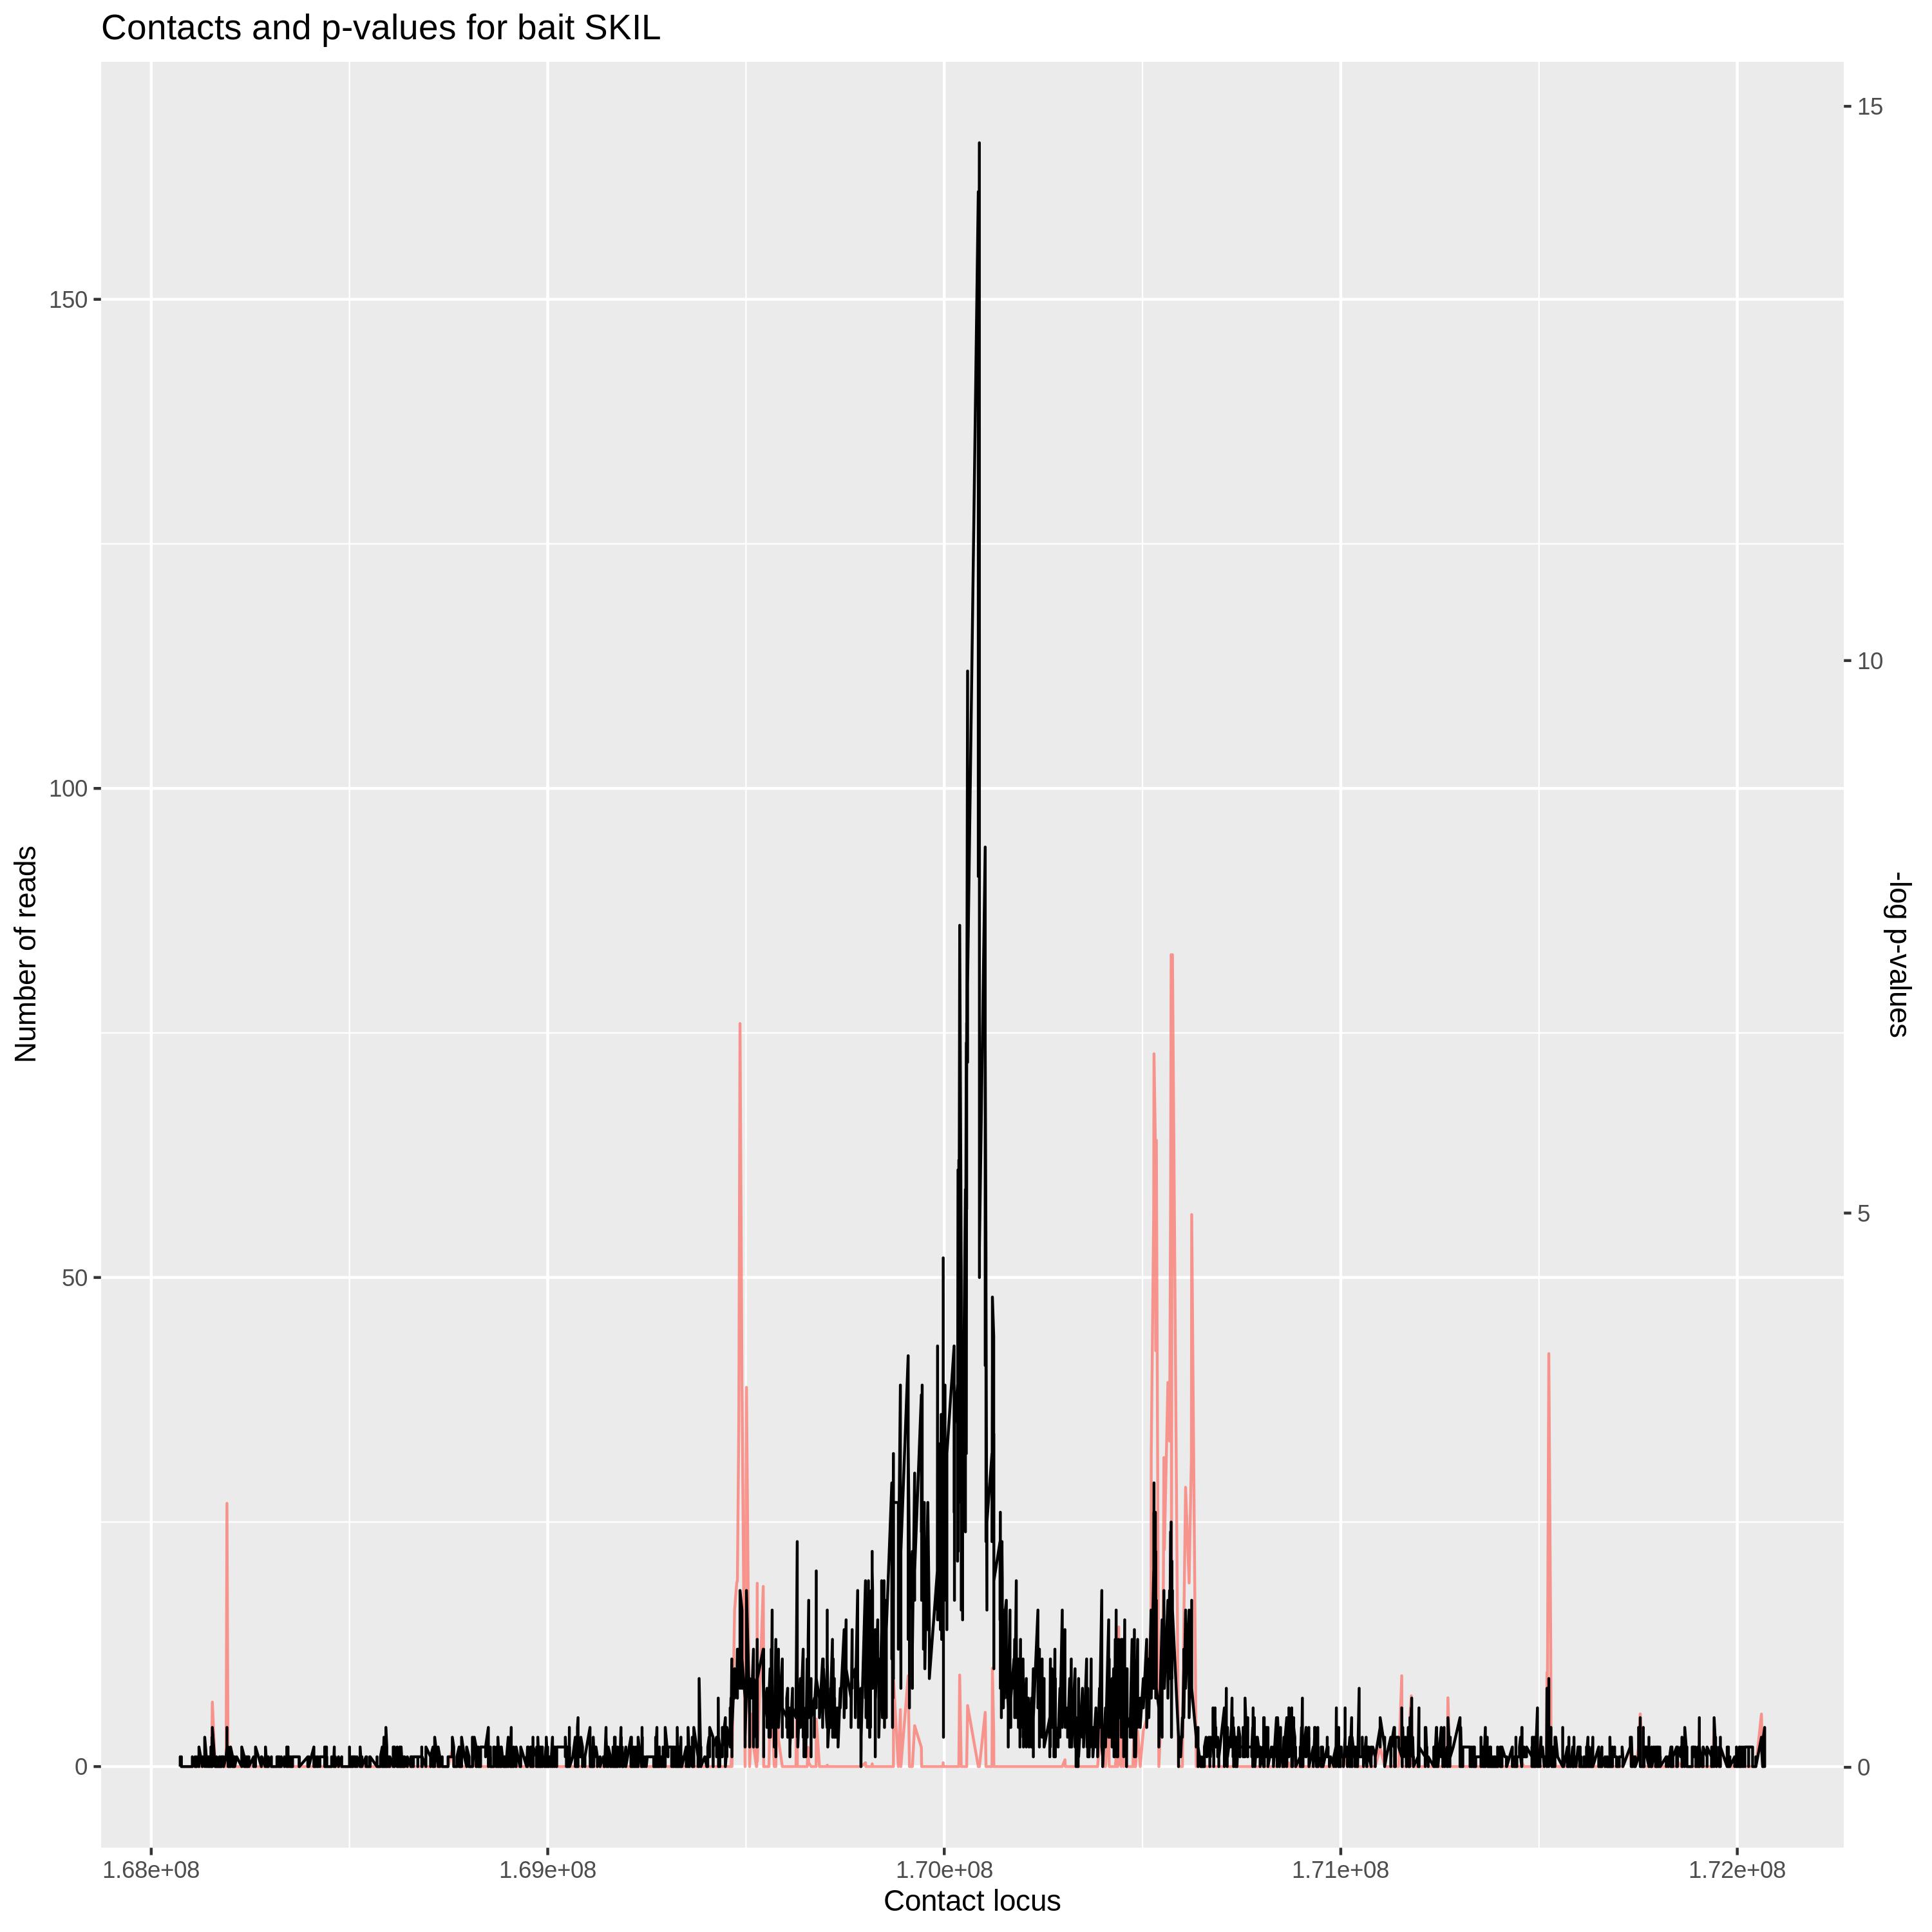 Contacts and p-values for bait SKIL
150
100
50
0
Number of reads
15
10
5
0
-log p-values
1.68e+08
1.69e+08
1.70e+08
1.71e+08
1.72e+08
Contact locus